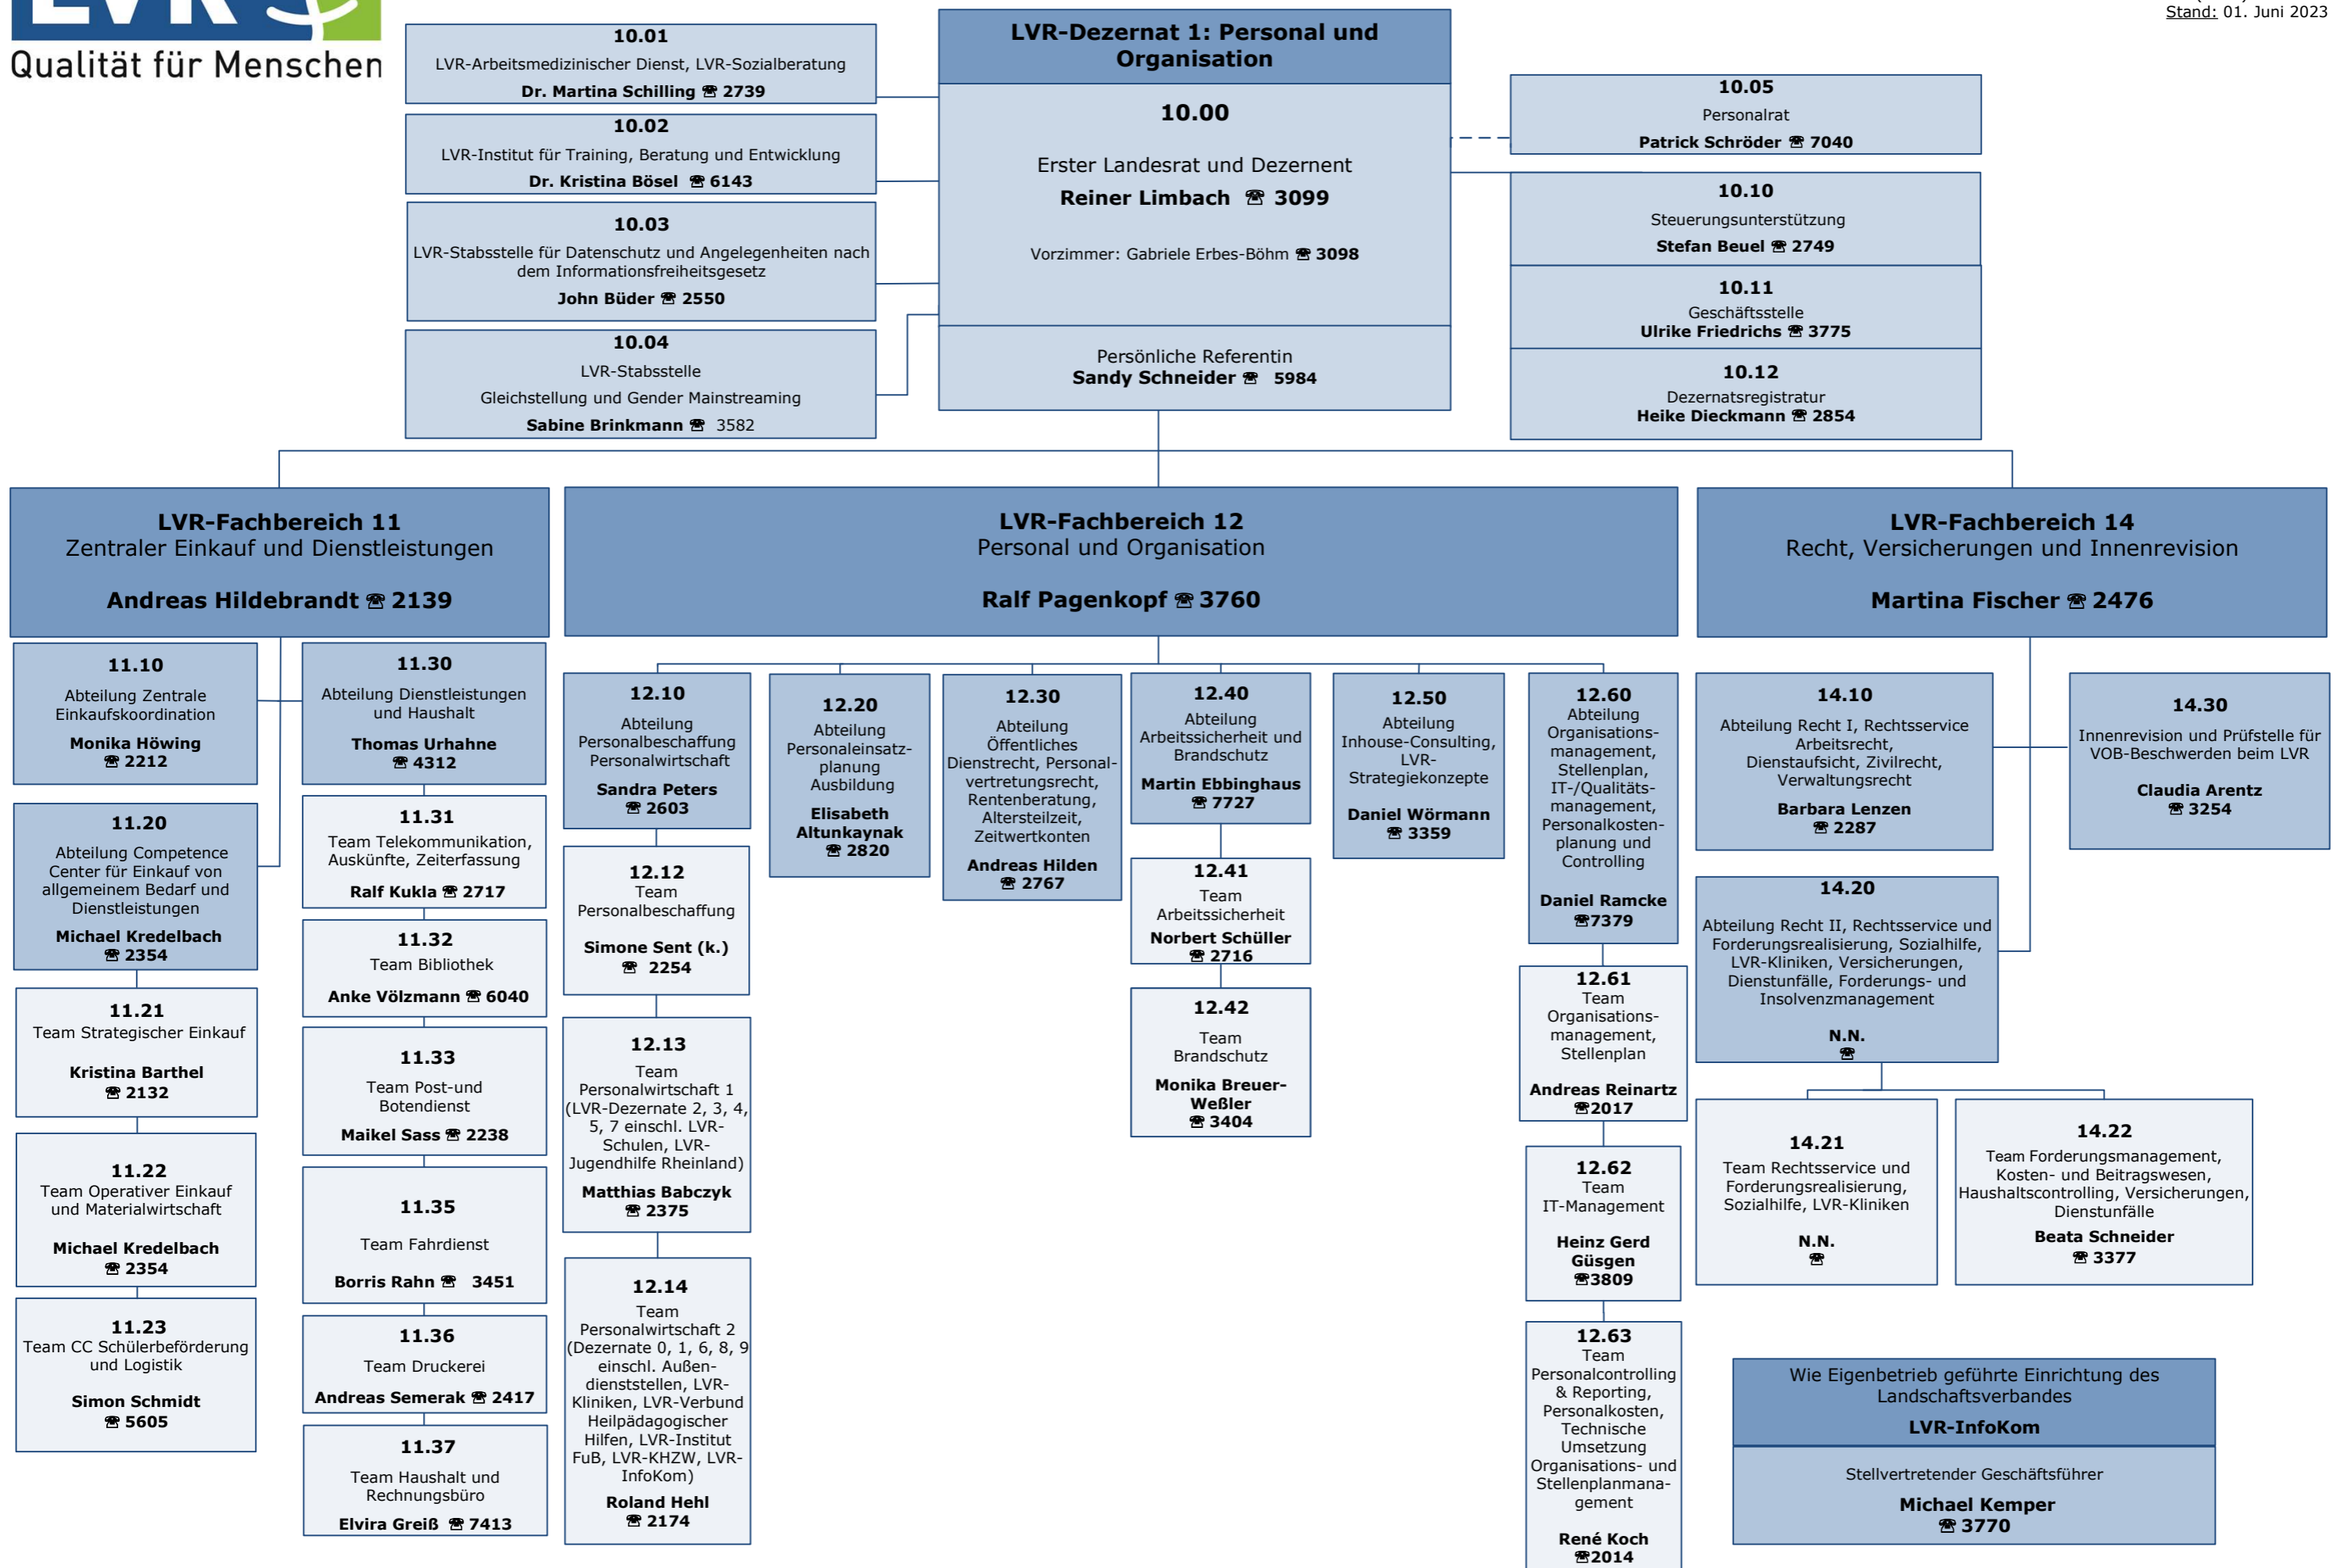 LVR
Qualität für Menschen
Stand: 01. Juni 2023
LVR-Dezernat 1: Personal und
Organisation
10.00
Erster Landesrat und Dezernent
Reiner Limbach ☎ 3099
Vorzimmer: Gabriele Erbes-Böhm ☎ 3098
Persönliche Referentin
Sandy Schneider ☎ 5984
10.01
LVR-Arbeitsmedizinischer Dienst, LVR-Sozialberatung
Dr. Martina Schilling ☎ 2739
10.02
LVR-Institut für Training, Beratung und Entwicklung
Dr. Kristina Bösel ☎ 6143
10.03
LVR-Stabsstelle für Datenschutz und Angelegenheiten nach
dem Informationsfreiheitsgesetz
John Büder ☎ 2550
10.04
LVR-Stabsstelle
Gleichstellung und Gender Mainstreaming
Sabine Brinkmann ☎ 3582
10.05
Personalrat
Patrick Schröder ☎ 7040
10.10
Steuerungsunterstützung
Stefan Beuel ☎ 2749
10.11
Geschäftsstelle
Ulrike Friedrichs ☎ 3775
10.12
Dezernatsregistratur
Heike Dieckmann ☎ 2854
LVR-Fachbereich 11
Zentraler Einkauf und Dienstleistungen
Andreas Hildebrandt ☎ 2139
11.10
Abteilung Zentrale
Einkaufskoordination
Monika Höwing
☎ 2212
11.20
Abteilung Competence
Center für Einkauf von
allgemeinem Bedarf und
Dienstleistungen
Michael Kredelbach
☎ 2354
11.21
Team Strategischer Einkauf
Kristina Barthel
☎ 2132
11.22
Team Operativer Einkauf
und Materialwirtschaft
Michael Kredelbach
☎ 2354
11.23
Team CC Schülerbeförderung
und Logistik
Simon Schmidt
☎ 5605
11.30
Abteilung Dienstleistungen
und Haushalt
Thomas Urhahne
☎ 4312
11.31
Team Telekommunikation,
Auskünfte, Zeiterfassung
Ralf Kukla ☎ 2717
11.32
Team Bibliothek
Anke Völzmann ☎ 6040
11.33
Team Post-und
Botendienst
Maikel Sass ☎ 2238
11.35
Team Fahrdienst
Borris Rahn ☎ 3451
11.36
Team Druckerei
Andreas Semerak ☎ 2417
11.37
Team Haushalt und
Rechnungsbüro
Elvira Greiß ☎ 7413
LVR-Fachbereich 12
Personal und Organisation
Ralf Pagenkopf ☎ 3760
12.10
Abteilung
Personalbeschaffung
Personalwirtschaft
Sandra Peters
☎ 2603
12.12
Team
Personalbeschaffung
Simone Sent (k.)
☎ 2254
12.13
Team
Personalwirtschaft 1
(LVR-Dezernate 2, 3, 4,
5, 7 einschl. LVR-
Schulen, LVR-
Jugendhilfe Rheinland)
Matthias Babczyk
☎ 2375
12.14
Team
Personalwirtschaft 2
(Dezernate 0, 1, 6, 8, 9
einschl. Außen-
dienststellen, LVR-
Kliniken, LVR-Verbund
Heilpädagogischer
Hilfen, LVR-Institut
FuB, LVR-KHZW, LVR-
InfoKom)
Roland Hehl
☎ 2174
12.20
Abteilung
Personaleinsatz-
planung
Ausbildung
Elisabeth
Altunkaynak
☎ 2820
12.30
Abteilung
Öffentliches
Dienstrecht, Personal-
vertretungsrecht,
Rentenberatung,
Altersteilzeit,
Zeitwertkonten
Andreas Hilden
☎ 2767
12.40
Abteilung
Arbeitssicherheit und
Brandschutz
Martin Ebbinghaus
☎ 7727
12.41
Team
Arbeitssicherheit
Norbert Schüller
☎ 2716
12.42
Team
Brandschutz
Monika Breuer-
Weßler
☎ 3404
12.50
Abteilung
Inhouse-Consulting,
LVR-
Strategiekonzepte
Daniel Wörmann
☎ 3359
12.60
Abteilung
Organisations-
management,
Stellenplan,
IT-/Qualitäts-
management,
Personalkosten-
planung und
Controlling
Daniel Ramcke
☎7379
12.61
Team
Organisations-
management,
Stellenplan
Andreas Reinartz
☎2017
12.62
Team
IT-Management
Heinz Gerd
Güsgen
☎3809
12.63
Team
Personalcontrolling
& Reporting,
Personalkosten,
Technische
Umsetzung
Organisations- und
Stellenplanmana-
gement
René Koch
☎2014
LVR-Fachbereich 14
Recht, Versicherungen und Innenrevision
Martina Fischer ☎ 2476
14.10
Abteilung Recht I, Rechtsservice
Arbeitsrecht,
Dienstaufsicht, Zivilrecht,
Verwaltungsrecht
Barbara Lenzen
☎ 2287
14.30
Innenrevision und Prüfstelle für
VOB-Beschwerden beim LVR
Claudia Arentz
☎ 3254
14.20
Abteilung Recht II, Rechtsservice und
Forderungsrealisierung, Sozialhilfe,
LVR-Kliniken, Versicherungen,
Dienstunfälle, Forderungs- und
Insolvenzmanagement
N.N.
☎
14.21
Team Rechtsservice und
Forderungsrealisierung,
Sozialhilfe, LVR-Kliniken
N.N.
☎
14.22
Team Forderungsmanagement,
Kosten- und Beitragswesen,
Haushaltscontrolling, Versicherungen,
Dienstunfälle
Beata Schneider
☎ 3377
Wie Eigenbetrieb geführte Einrichtung des
Landschaftsverbandes
LVR-InfoKom
Stellvertretender Geschäftsführer
Michael Kemper
☎ 3770